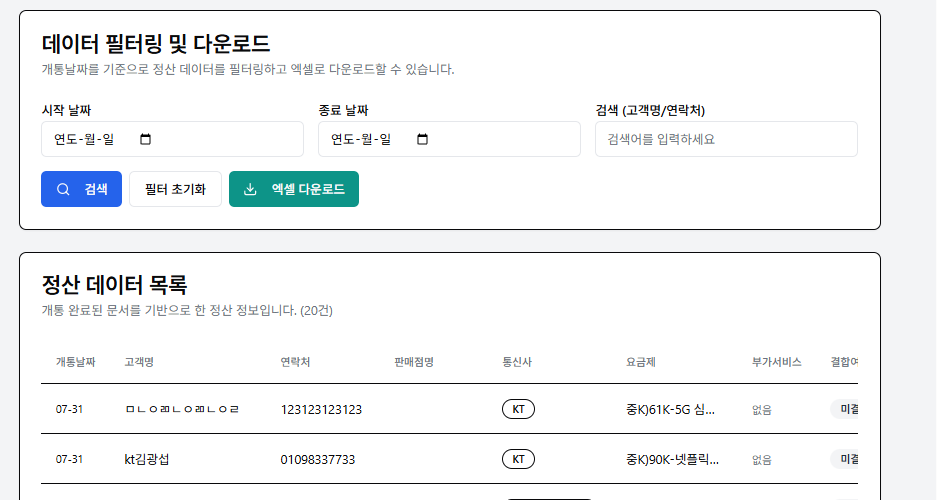 데이터 필터링 및 다운로드
개통날짜를 기준으로 정산 데이터를 필터링하고 엑셀로 다운로드할 수 있습니다.
시작 날짜 종료 날짜 검색 (고객명/연락처)
연도-월-일 연도-월-일 검색어를 입력하세요
검색 필터 초기화 엑셀 다운로드
정산 데이터 목록
개통 완료된 문서를 기반으로 한 정산 정보입니다. (20건)
개통날짜 고객명 연락처 판매점명 통신사 요금제 부가서비스 결합여
07-31 ㅁㄴㅇㄻㄴㅇㄻㄴㅇㄹ 123123123123 KT 중K)61K-5G 심... 없음 미결
07-31 kt김광섭 01098337733 KT 중K)90K-넷플릭... 없음 미결